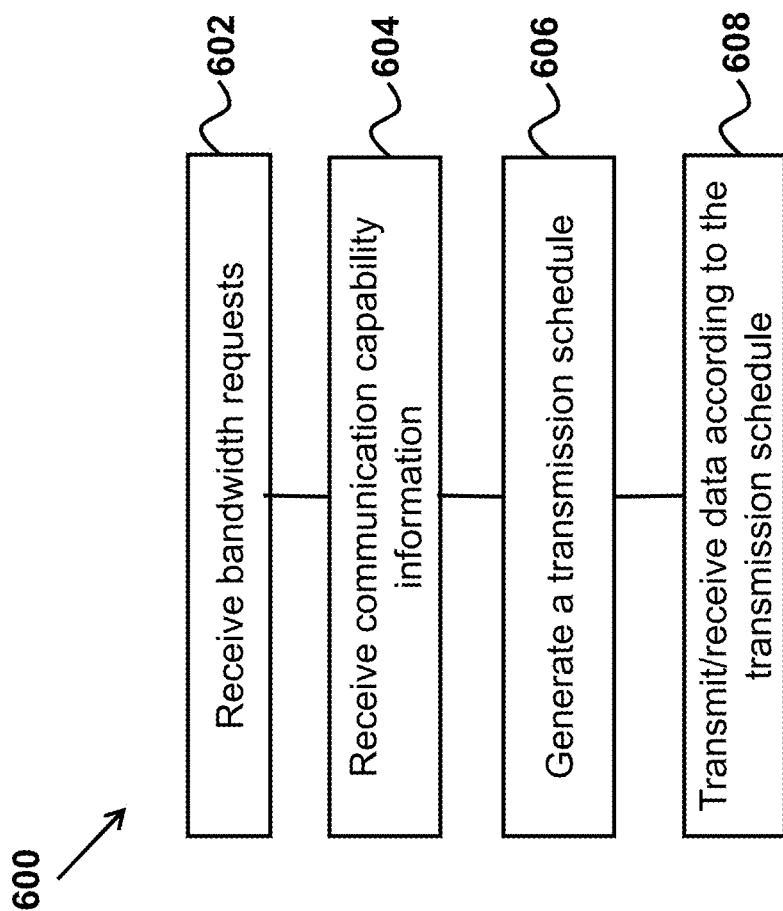 600
Receive bandwidth requests
602
Receive communication capability
information
604
Generate a transmission schedule
606
Transmit/receive data according to the
transmission schedule
608